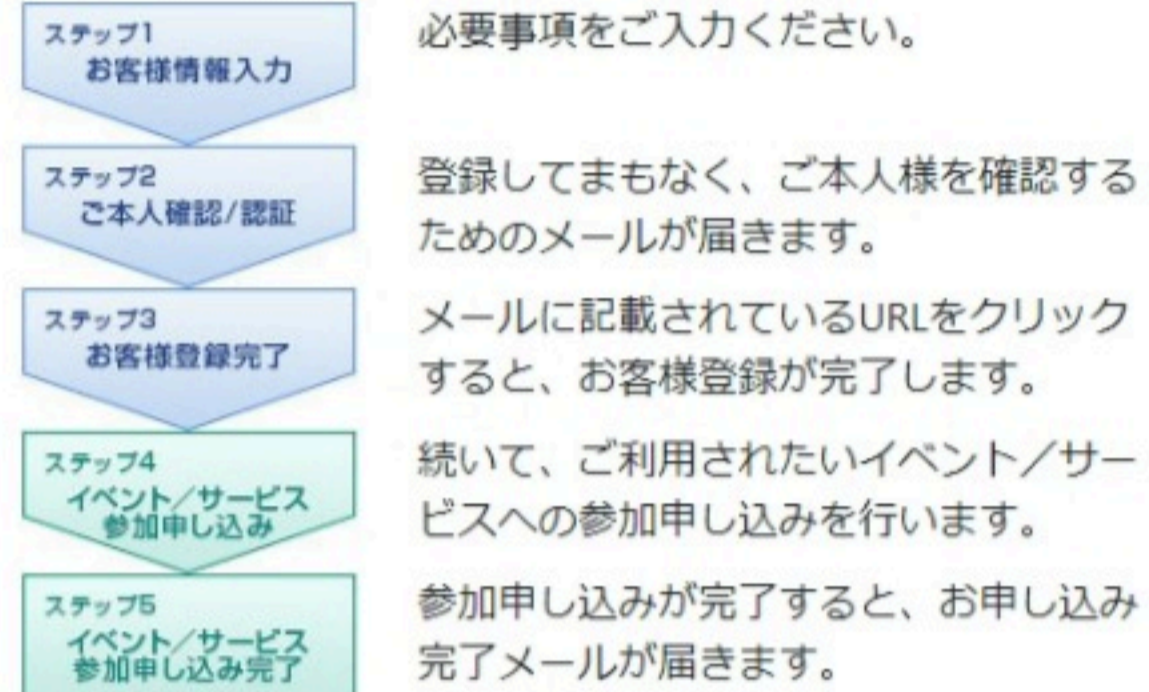 ステップ1
お客様情報入力
必要事項をご入力ください。
ステップ2
ご本人確認/認証
登録してまもなく、ご本人様を確認する
ためのメールが届きます。
ステップ3
お客様登録完了
メールに記載されているURLをクリック
すると、お客様登録が完了します。
ステップ4
イベント／サービス
参加申し込み
続いて、ご利用されたいイベント／サー
ビスへの参加申し込みを行います。
ステップ5
イベント／サービス
参加申し込み完了
参加申し込みが完了すると、お申し込み
完了メールが届きます。